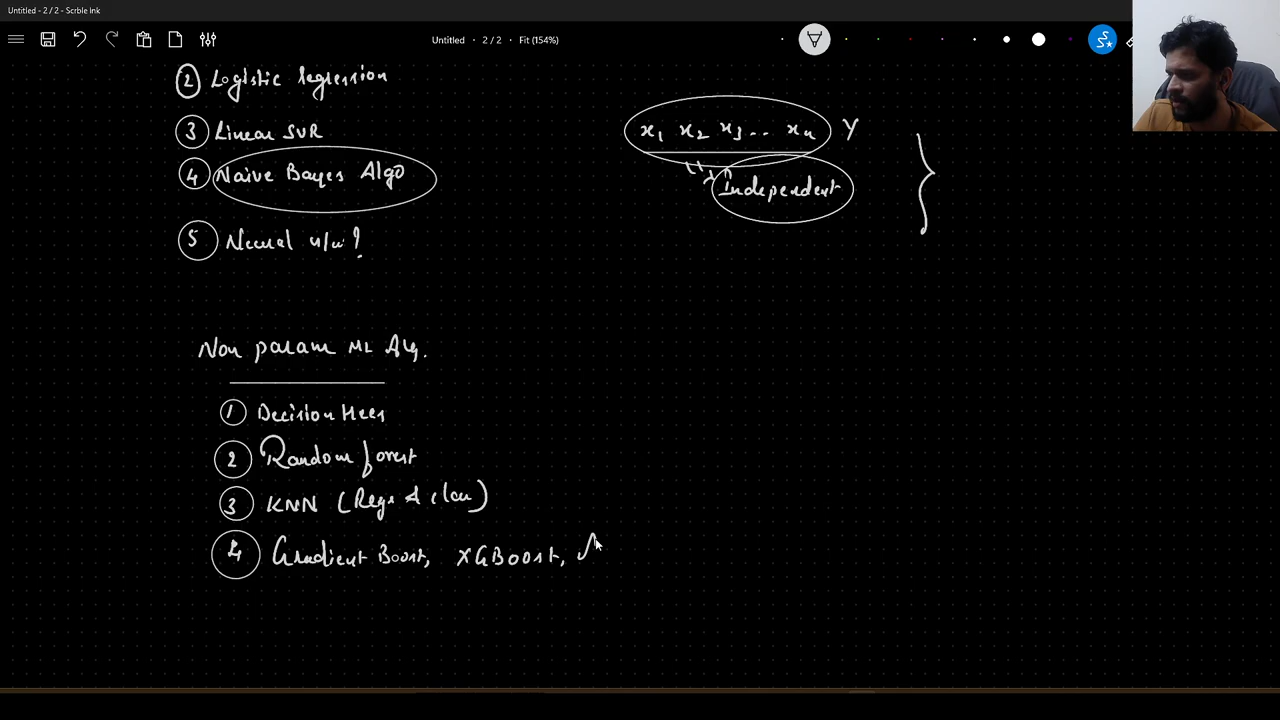 Untitled - 2 / 2 - Scrble Ink
Untitled • 2 / 2 • Fit (154%)
2 Logistic regression
3 Linear SVR
4 Naive Bayes Algo
x1 x2 x3 .. xn Y
Independent
5 Neural n/w ?
Non param ML Alg.
1 Decision trees
2 Random forest
3 KNN (Regr & class)
4 Gradient Boost, XGBoost,